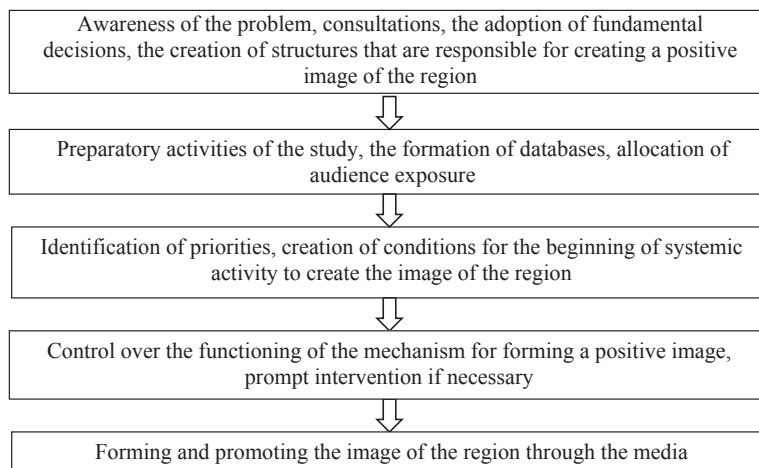 Awareness of the problem, consultations, the adoption of fundamental
decisions, the creation of structures that are responsible for creating a positive
image of the region
Preparatory activities of the study, the formation of databases, allocation of
audience exposure
Identification of priorities, creation of conditions for the beginning of systemic
activity to create the image of the region
Control over the functioning of the mechanism for forming a positive image,
prompt intervention if necessary
Forming and promoting the image of the region through the media